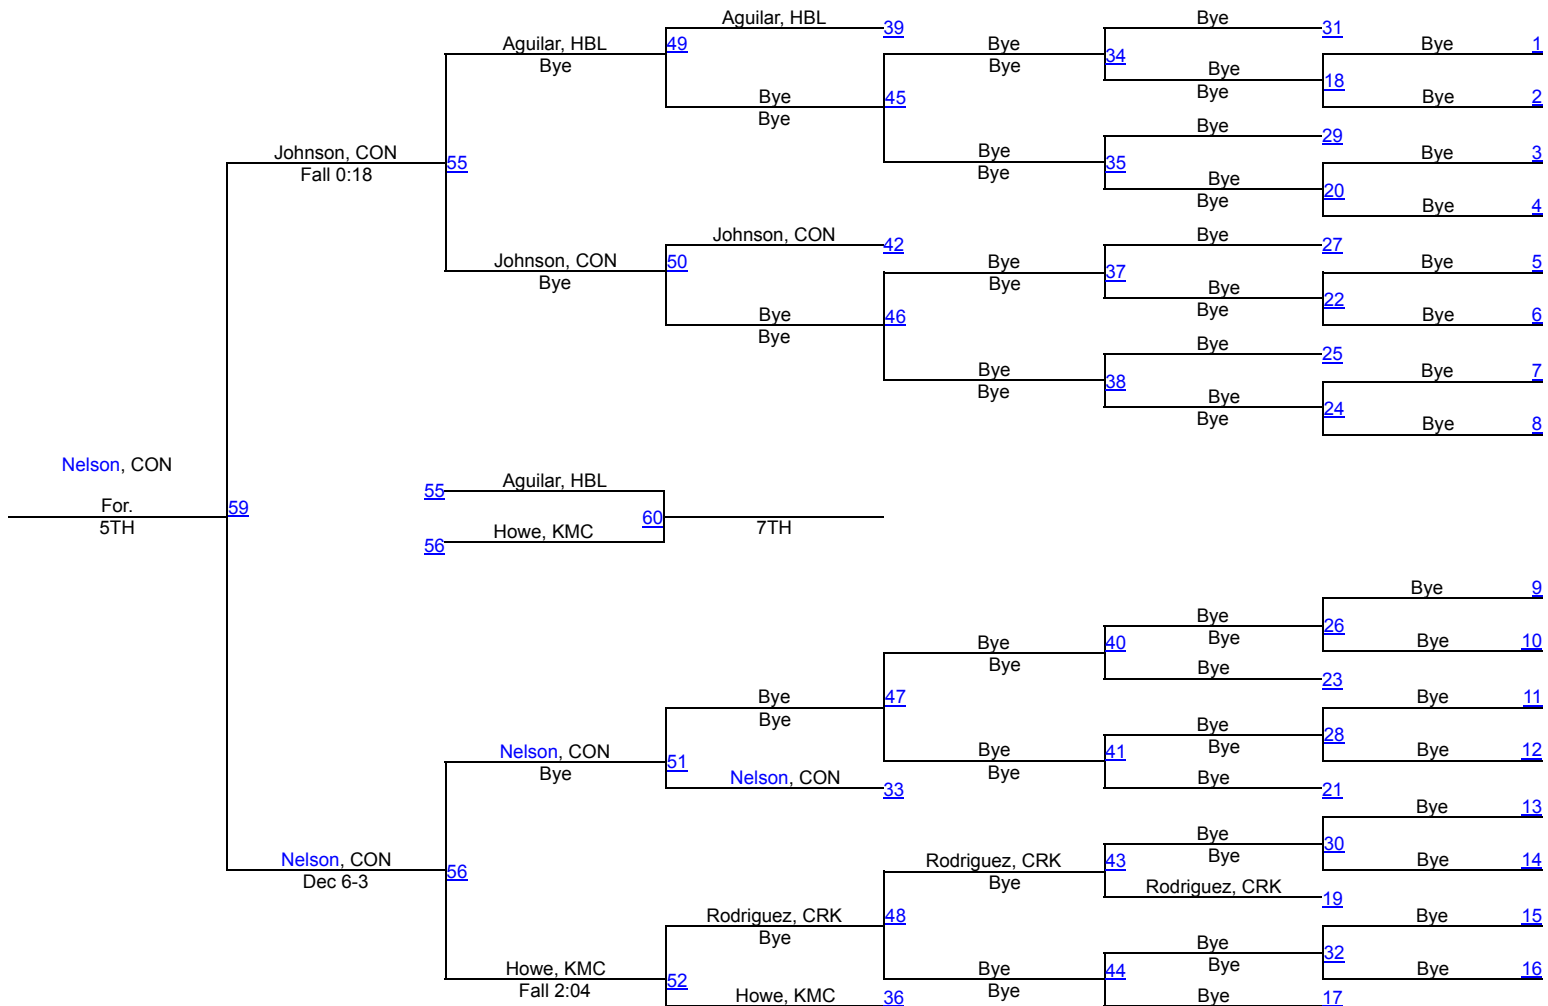 Aguilar, HBL 39 Bye 31
Aguilar, HBL 49 Bye 34 Bye 1
Bye Bye Bye 18
Bye 45 Bye Bye 2
Bye Bye 29
Johnson, CON 55 Bye 35 Bye 3
Fall 0:18 Bye Bye 20
Bye Bye 4
Johnson, CON 42 Bye 27
Johnson, CON 50 Bye 37 Bye 5
Bye Bye Bye 22
Bye 46 Bye Bye 6
Bye Bye 25
Bye 38 Bye 7
Bye Bye 24
Bye Bye 8
Nelson, CON
For. 59 55 Aguilar, HBL
5TH 60 7TH
56 Howe, KMC
Bye 9
Bye 26
Bye 40 Bye Bye 10
Bye Bye 23
Bye 47 Bye 11
Bye Bye 28
Nelson, CON 51 Bye 41 Bye Bye 12
Bye Nelson, CON 33 Bye Bye 21
Bye 13
Bye 30
Nelson, CON 56 Rodriguez, CRK 43 Bye Bye 14
Dec 6-3 Bye Rodriguez, CRK 19
Rodriguez, CRK 48 Bye 15
Bye Bye 32
Howe, KMC 52 Bye 44 Bye Bye 16
Fall 2:04 Howe, KMC 36 Bye Bye 17